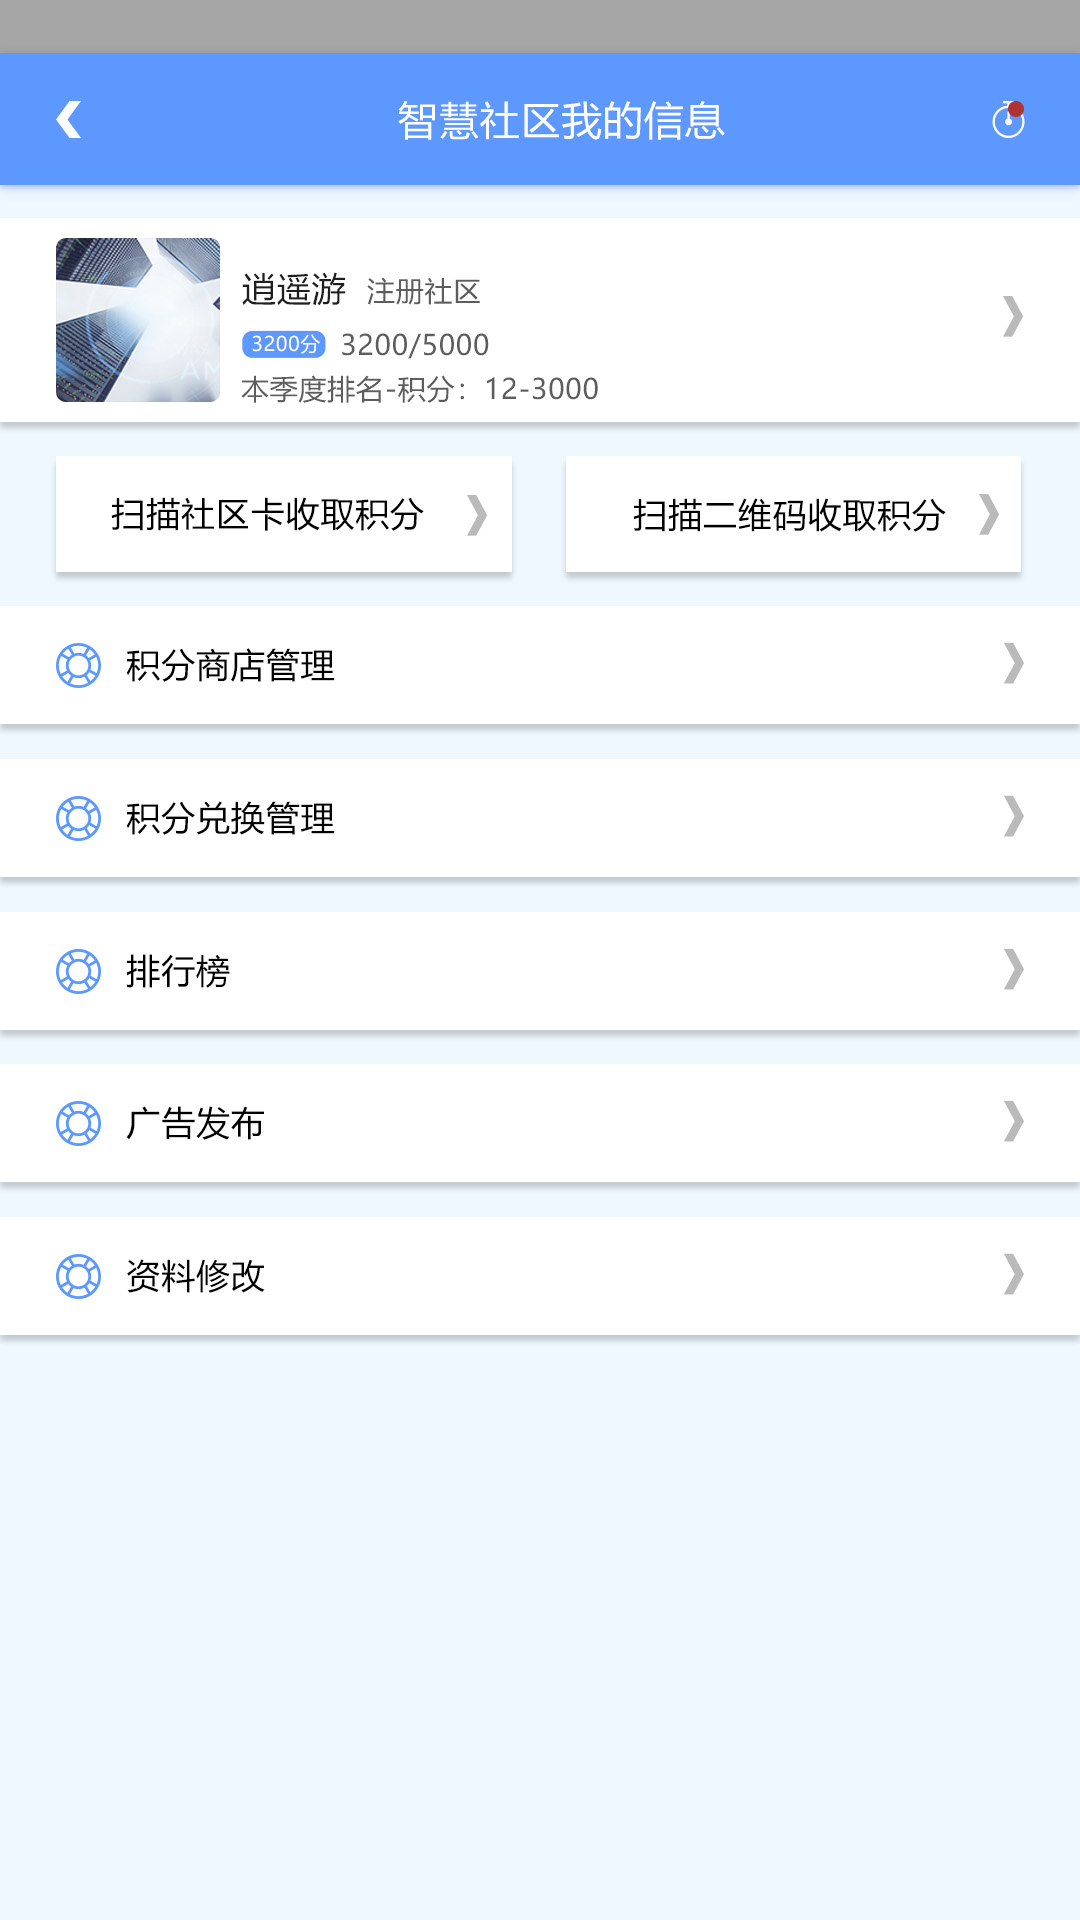 智慧社区我的信息
逍遥游 注册社区
3200分 3200/5000
本季度排名-积分：12-3000
扫描社区卡收取积分
扫描二维码收取积分
积分商店管理
积分兑换管理
排行榜
广告发布
资料修改